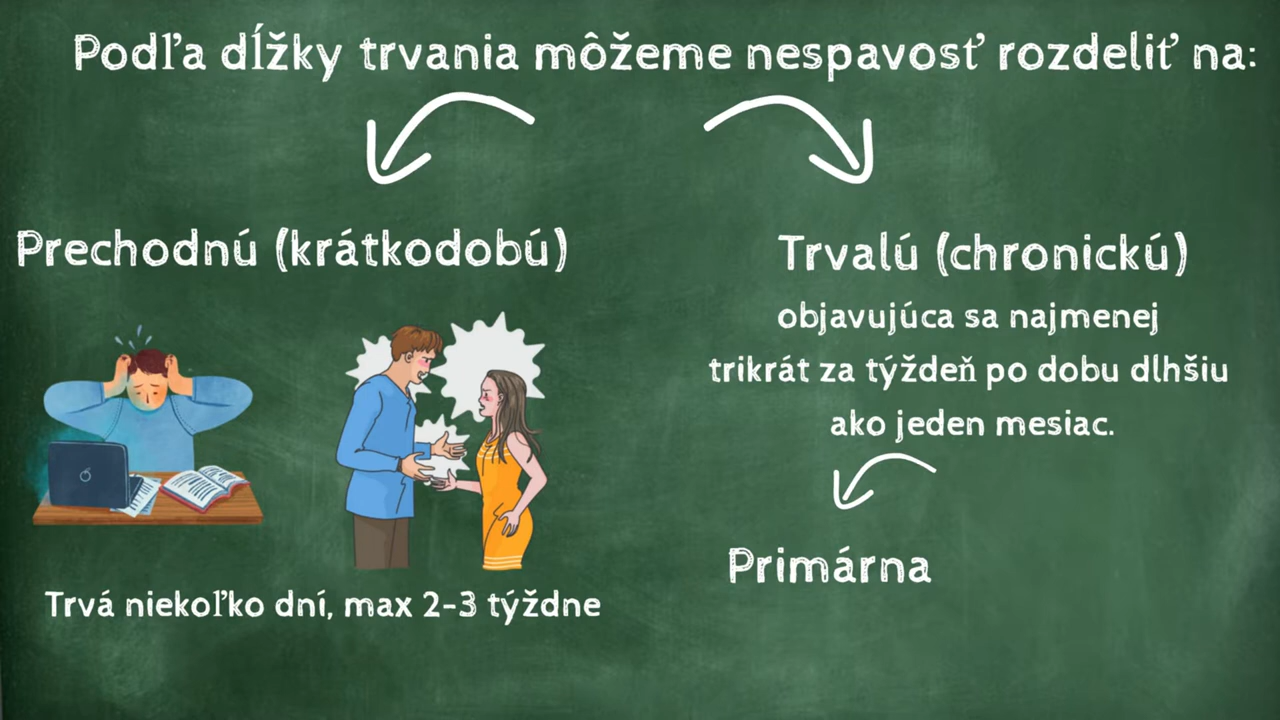 Podľa dĺžky trvania môžeme nespavosť rozdeliť na:
Prechodnú (krátkodobú)
Trvá niekoľko dní, max 2-3 týždne
Trvalú (chronickú)
objavujúca sa najmenej
trikrát za týždeň po dobu dlhšiu
ako jeden mesiac.
Primárna